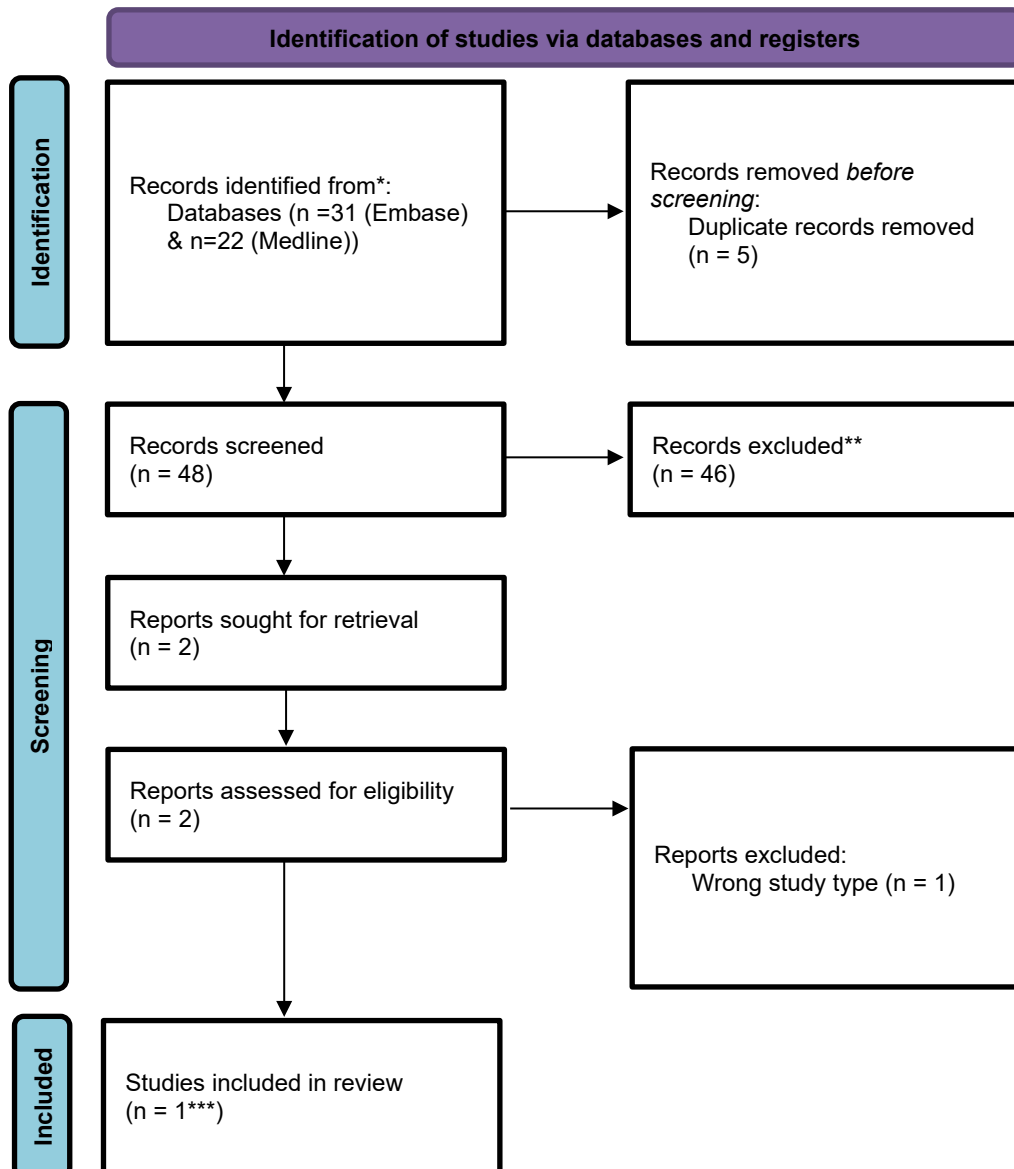 Identification of studies via databases and registers
Identification
Records identified from*:
Databases (n =31 (Embase)
& n=22 (Medline))
Records removed before
screening:
Duplicate records removed
(n = 5)
Screening
Records screened
(n = 48)
Records excluded**
(n = 46)
Reports sought for retrieval
(n = 2)
Reports assessed for eligibility
(n = 2)
Reports excluded:
Wrong study type (n = 1)
Included
Studies included in review
(n = 1***)